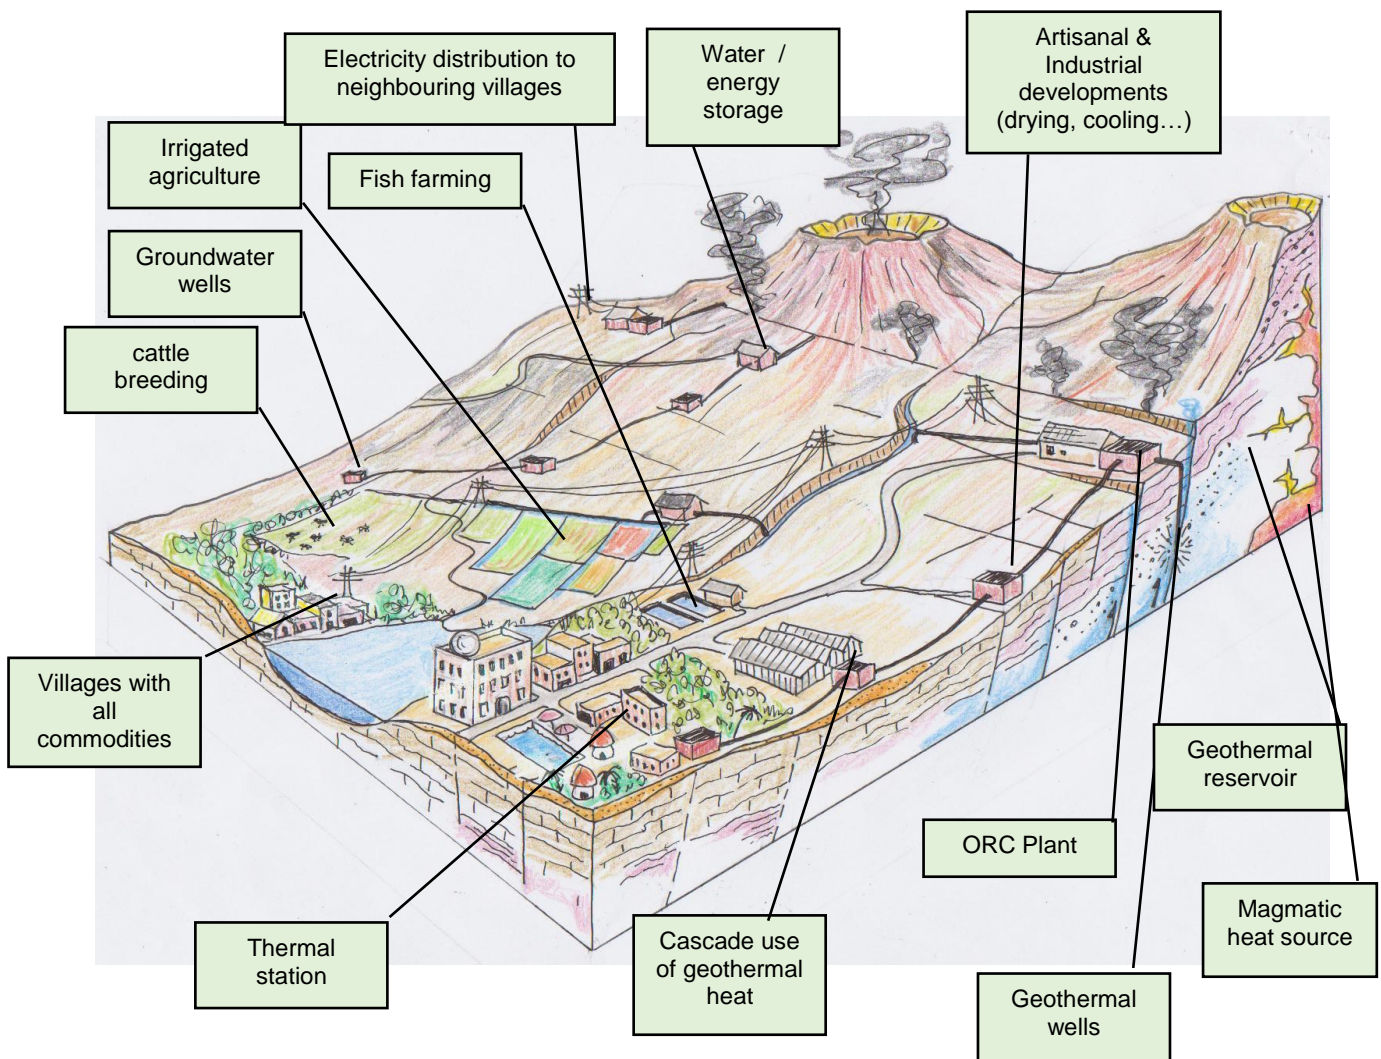 Electricity distribution to
neighbouring villages
Water / 
energy
storage
Artisanal &
Industrial
developments
(drying, cooling…)
Irrigated
agriculture
Fish farming
Groundwater
wells
cattle
breeding
Villages with
all
commodities
Geothermal
reservoir
ORC Plant
Magmatic
heat source
Thermal
station
Cascade use
of geothermal
heat
Geothermal
wells